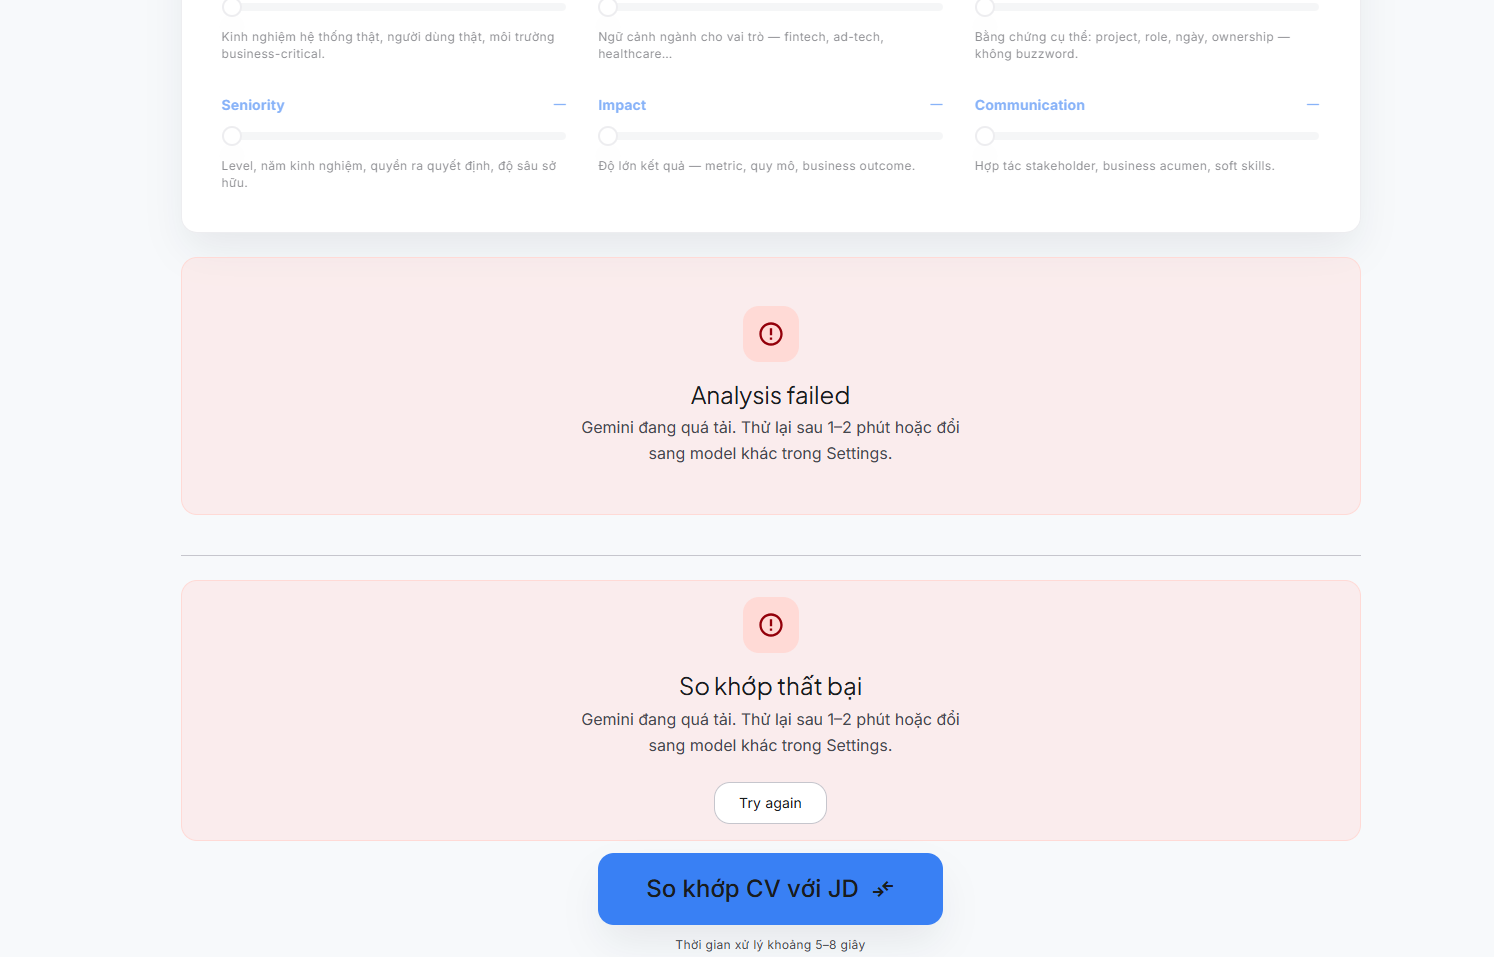 Kinh nghiệm hệ thống thật, người dùng thật, môi trường
business-critical.
Ngữ cảnh ngành cho vai trò — fintech, ad-tech,
healthcare...
Bằng chứng cụ thể: project, role, ngày, ownership —
không buzzword.
Seniority —
Impact —
Communication —
Level, năm kinh nghiệm, quyền ra quyết định, độ sâu sở
hữu.
Độ lớn kết quả — metric, quy mô, business outcome.
Hợp tác stakeholder, business acumen, soft skills.
Analysis failed
Gemini đang quá tải. Thử lại sau 1–2 phút hoặc đổi
sang model khác trong Settings.
So khớp thất bại
Gemini đang quá tải. Thử lại sau 1–2 phút hoặc đổi
sang model khác trong Settings.
Try again
So khớp CV với JD
Thời gian xử lý khoảng 5–8 giây